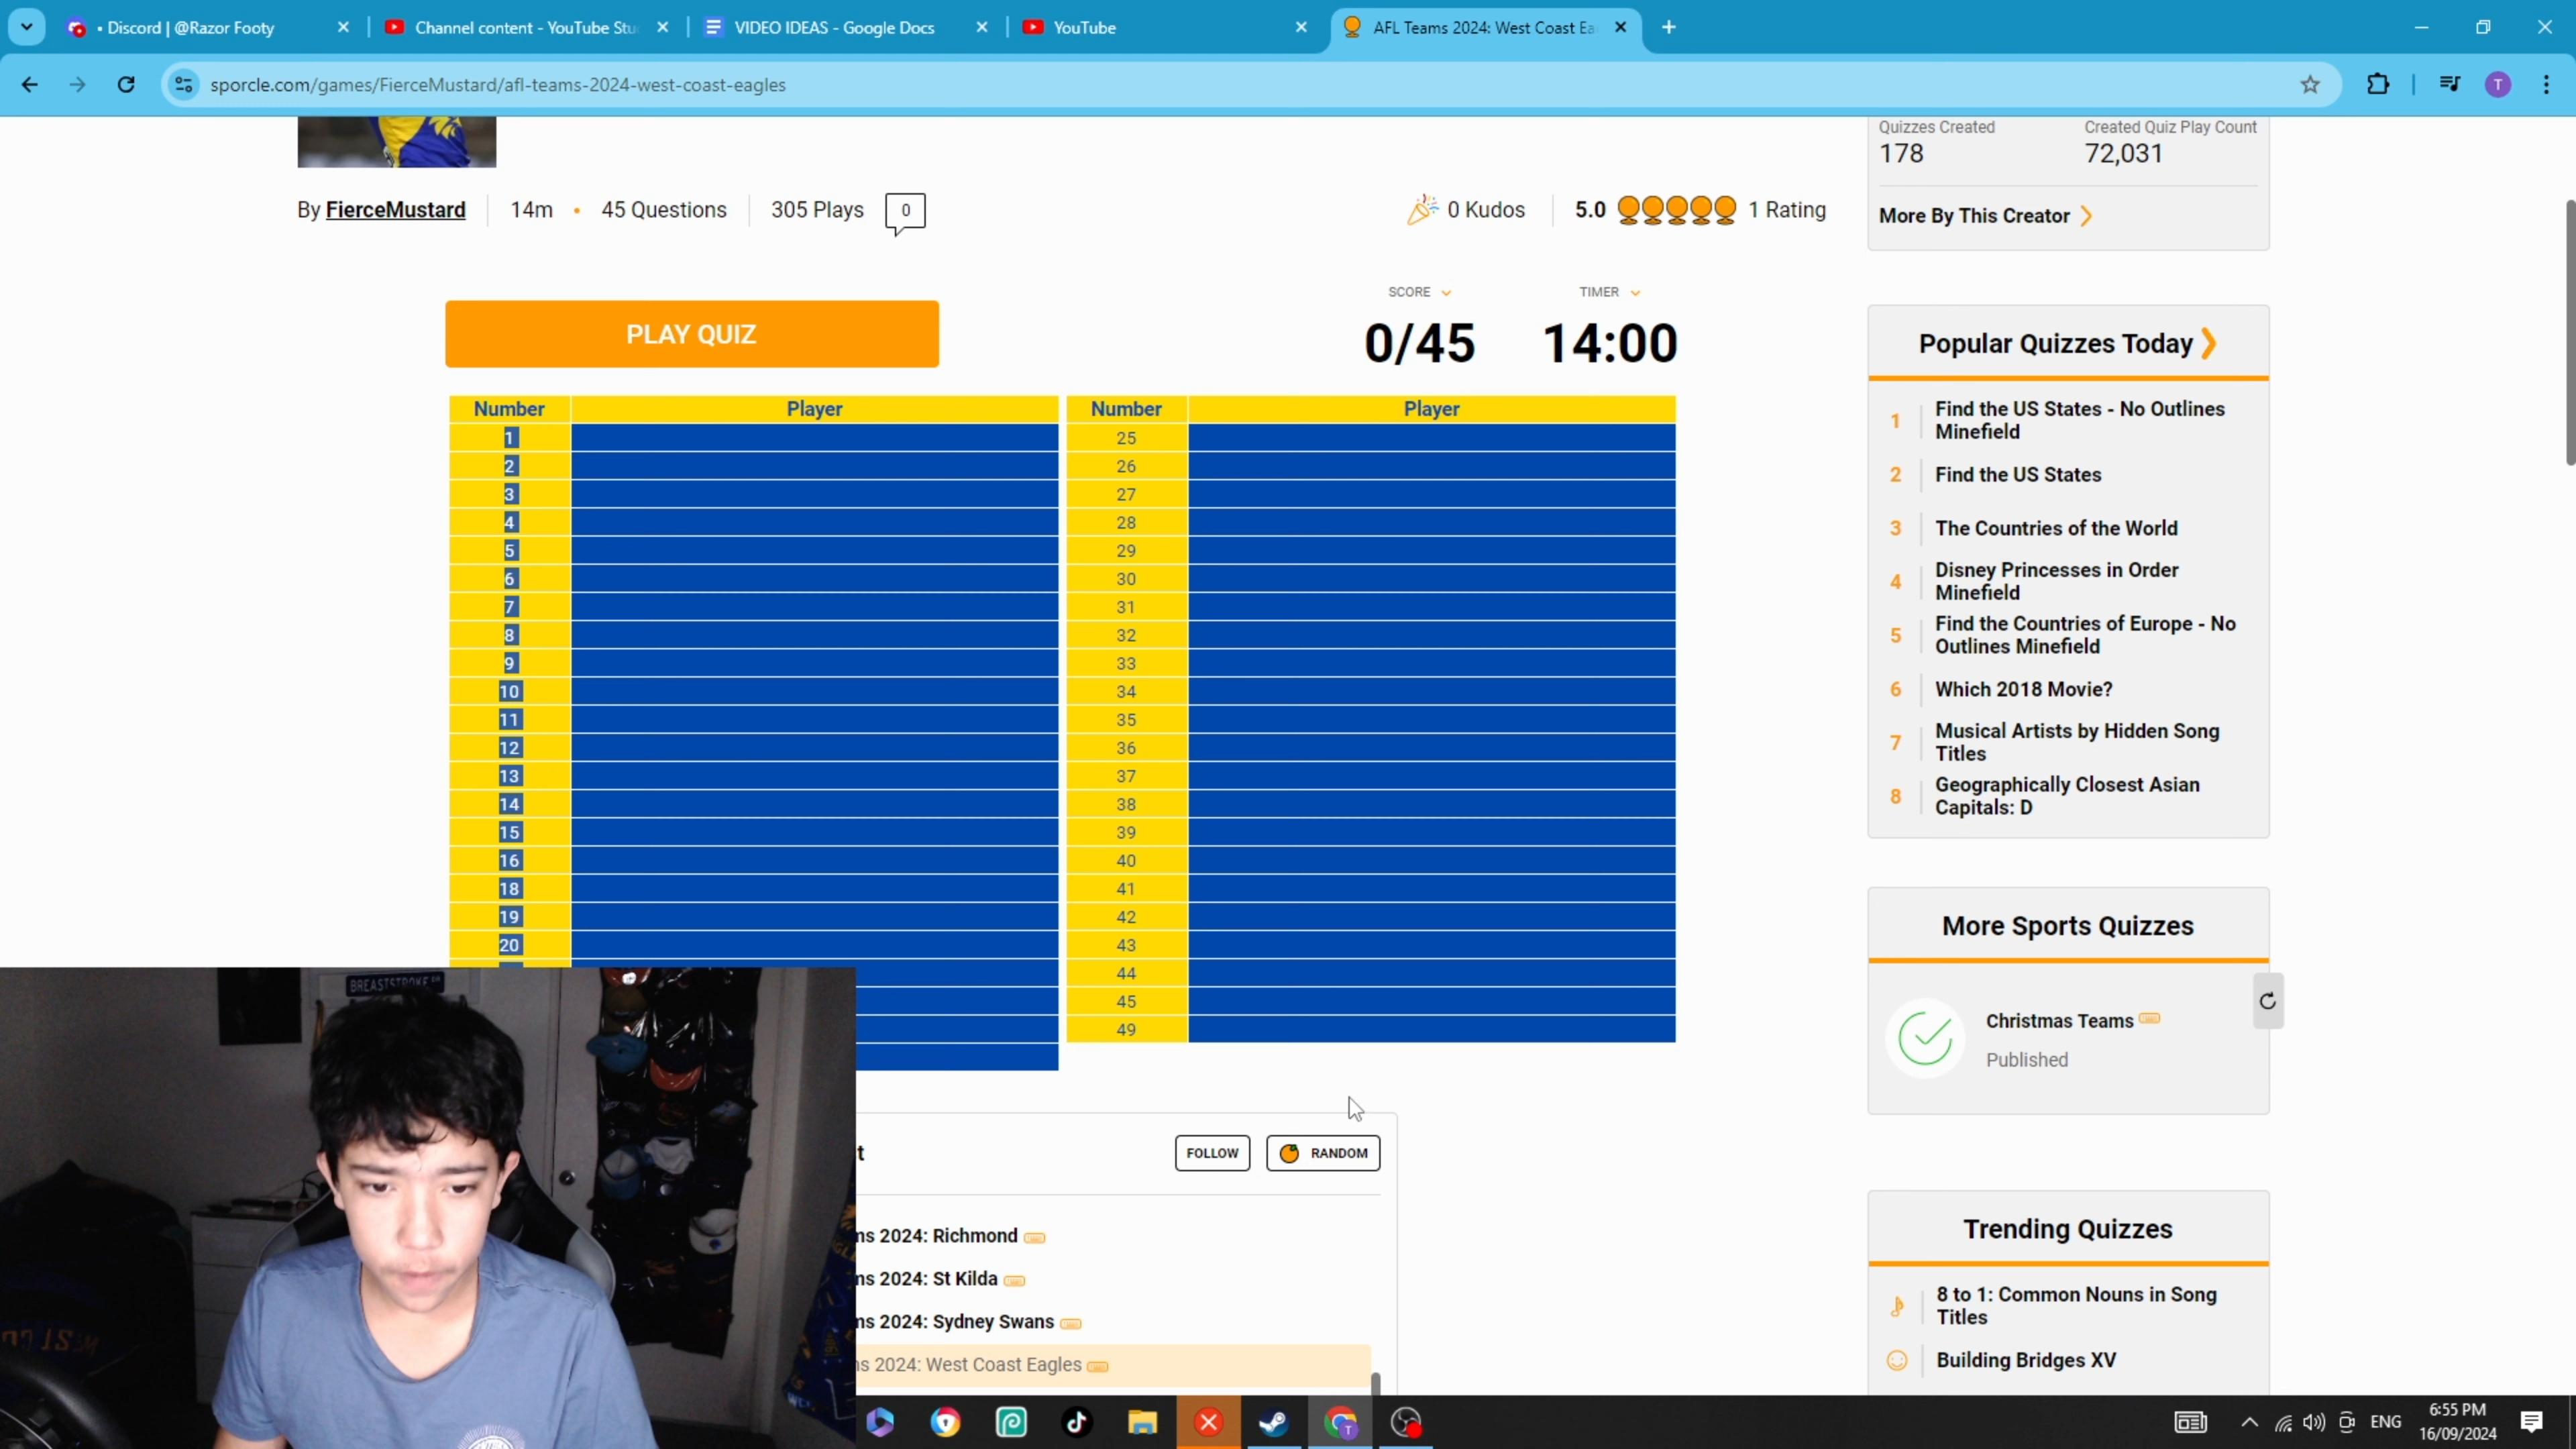 • Discord | @Razor Footy
Channel content - YouTube Stu
VIDEO IDEAS - Google Docs
YouTube
AFL Teams 2024: West Coast Ea
sporcle.com/games/FierceMustard/afl-teams-2024-west-coast-eagles
T
By FierceMustard
14m • 45 Questions
305 Plays
0
0 Kudos
5.0
1 Rating
PLAY QUIZ
SCORE
0/45
TIMER
14:00
Number Player Number Player
1 25
2 26
3 27
4 28
5 29
6 30
7 31
8 32
9 33
10 34
11 35
12 36
13 37
14 38
15 39
16 40
18 41
19 42
20 43
44
45
49
BREASTSTROKE
t
FOLLOW
RANDOM
ms 2024: Richmond
ms 2024: St Kilda
ms 2024: Sydney Swans
ms 2024: West Coast Eagles
Quizzes Created
178
Created Quiz Play Count
72,031
More By This Creator
Popular Quizzes Today
1 Find the US States - No Outlines
Minefield
2 Find the US States
3 The Countries of the World
4 Disney Princesses in Order
Minefield
5 Find the Countries of Europe - No
Outlines Minefield
6 Which 2018 Movie?
7 Musical Artists by Hidden Song
Titles
8 Geographically Closest Asian
Capitals: D
More Sports Quizzes
Christmas Teams
Published
Trending Quizzes
8 to 1: Common Nouns in Song
Titles
Building Bridges XV
ENG
6:55 PM
16/09/2024